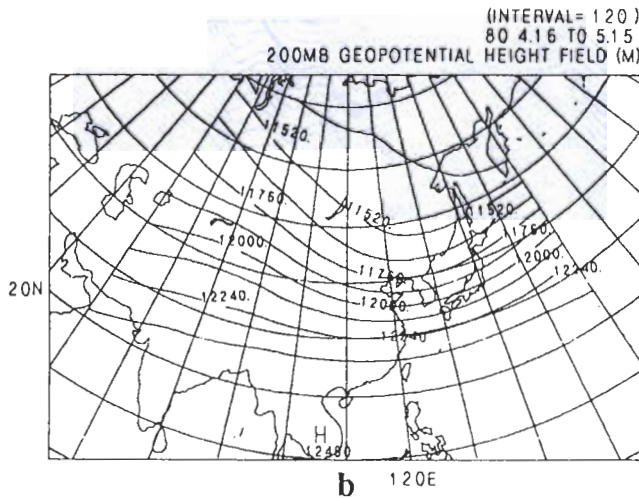 (INTERVAL= 120)
80 4.16 TO 5.15
200MB GEOPOTENTIAL HEIGHT FIELD (M)
11520.
11760.
11520.
11520.
12000.
11760.
11760.
12000.
12240.
20N
12240.
12000.
12240
H
12480
b
120E